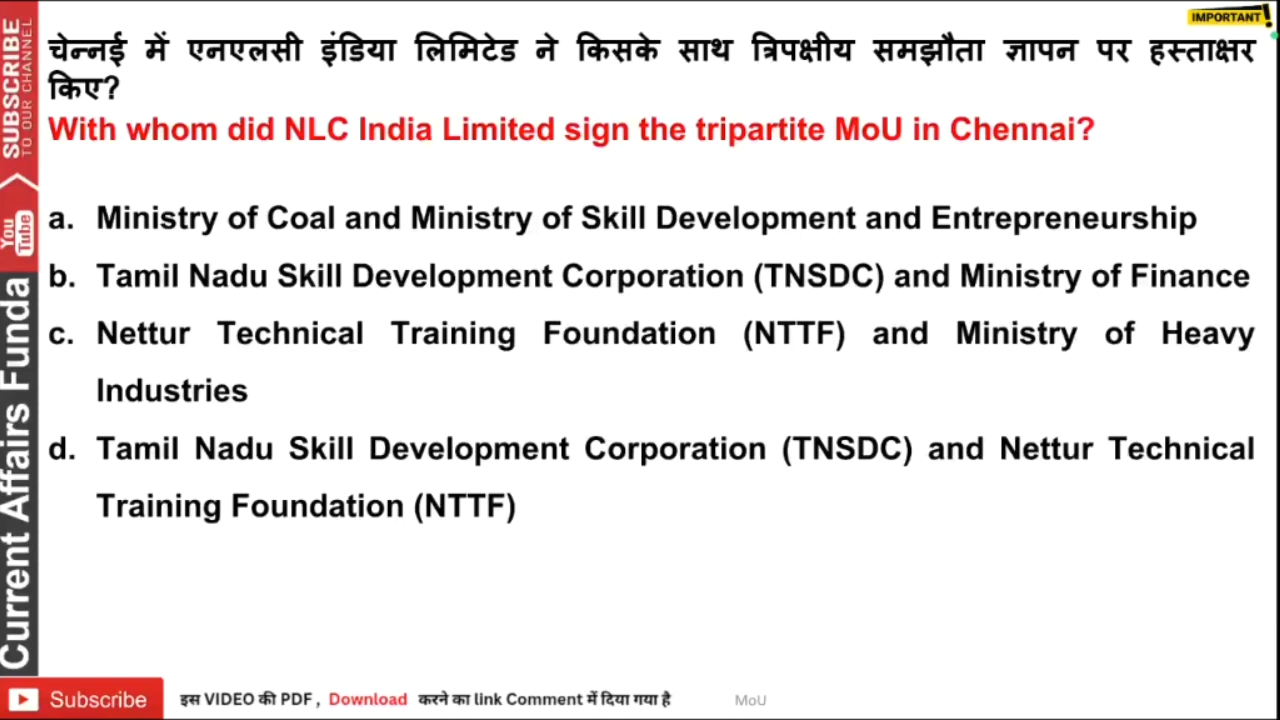 IMPORTANT
चेन्नई में एनएलसी इंडिया लिमिटेड ने किसके साथ त्रिपक्षीय समझौता ज्ञापन पर हस्ताक्षर
किए?
With whom did NLC India Limited sign the tripartite MoU in Chennai?
a. Ministry of Coal and Ministry of Skill Development and Entrepreneurship
b. Tamil Nadu Skill Development Corporation (TNSDC) and Ministry of Finance
c. Nettur Technical Training Foundation (NTTF) and Ministry of Heavy
Industries
d. Tamil Nadu Skill Development Corporation (TNSDC) and Nettur Technical
Training Foundation (NTTF)
SUBSCRIBE
TO OUR CHANNEL
You
Tube
Current Affairs Funda
Subscribe
इस VIDEO की PDF, Download करने का link Comment में दिया गया है
MoU